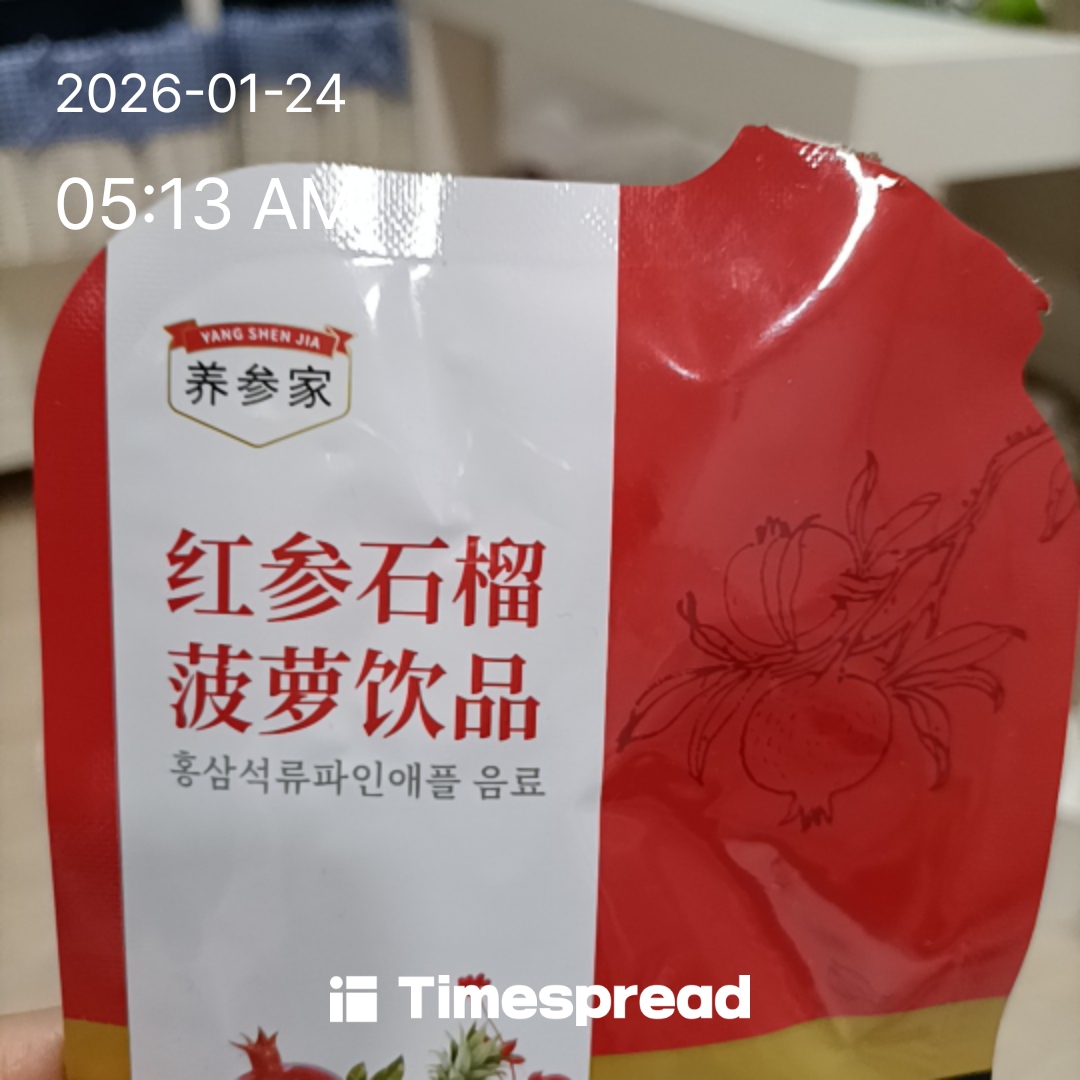 2026-01-24
05:13 AM
YANG SHEN JIA
养参家
红参石榴
菠萝饮品
홍삼석류파인애플 음료
Timespread